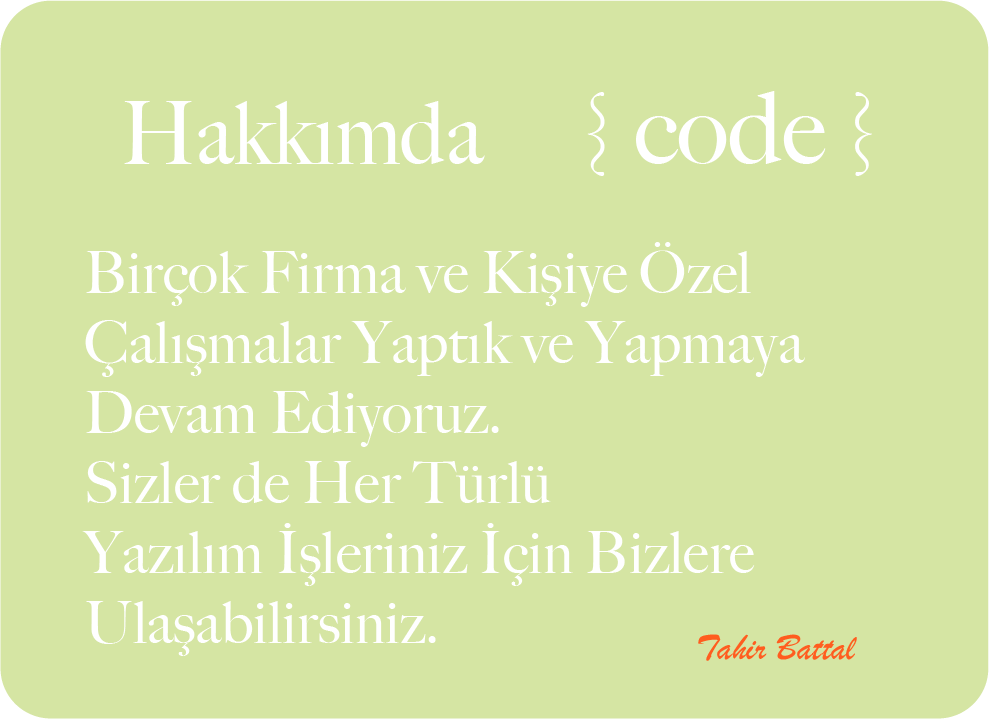 Hakkımda { code }
Birçok Firma ve Kişiye Özel
Çalışmalar Yaptık ve Yapmaya
Devam Ediyoruz.
Sizler de Her Türlü
Yazılım İşleriniz İçin Bizlere
Ulaşabilirsiniz.
Tahir Battal